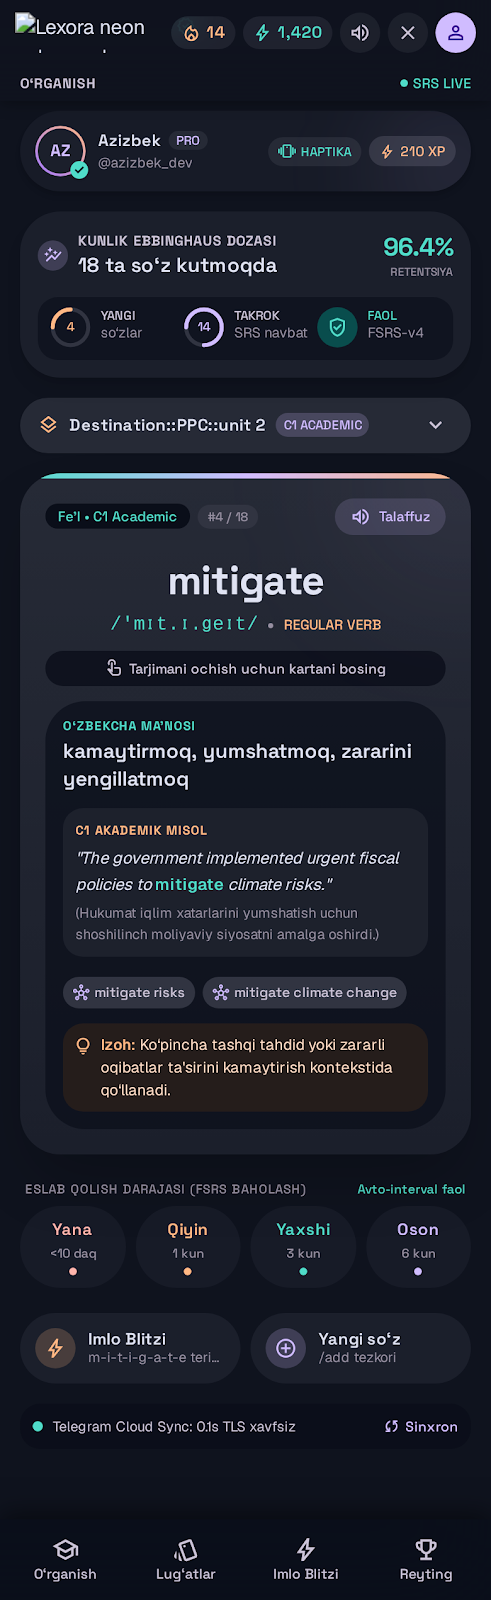 Lexora neon
14
1,420
O‘RGANISH
SRS LIVE
AZ
Azizbek PRO
@azizbek_dev
HAPTIKA
210 XP
KUNLIK EBBINGHAUS DOZASI
18 ta so‘z kutmoqda
96.4%
RETENTSIYA
4
YANGI
so‘zlar
14
TAKROK
SRS navbat
FAOL
FSRS-v4
Destination::PPC::unit 2 C1 ACADEMIC
Fe'l • C1 Academic
#4 / 18
Talaffuz
mitigate
/ˈmɪt.ɪ.ɡeɪt/ • REGULAR VERB
Tarjimani ochish uchun kartani bosing
O‘ZBEKCHA MA'NOSI
kamaytirmoq, yumshatmoq, zararini
yengillatmoq
C1 AKADEMIK MISOL
"The government implemented urgent fiscal
policies to mitigate climate risks."
(Hukumat iqlim xatarlarini yumshatish uchun
shoshilinch moliyaviy siyosatni amalga oshirdi.)
mitigate risks
mitigate climate change
Izoh: Ko‘pincha tashqi tahdid yoki zararli
oqibatlar ta'sirini kamaytirish kontekstida
qo‘llanadi.
ESLAB QOLISH DARAJASI (FSRS BAHOLASH)
Avto-interval faol
Yana
<10 daq
Qiyin
1 kun
Yaxshi
3 kun
Oson
6 kun
Imlo Blitzi
m-i-t-i-g-a-t-e teri...
Yangi so‘z
/add tezkori
Telegram Cloud Sync: 0.1s TLS xavfsiz
Sinxron
O‘rganish
Lug‘atlar
Imlo Blitzi
Reyting